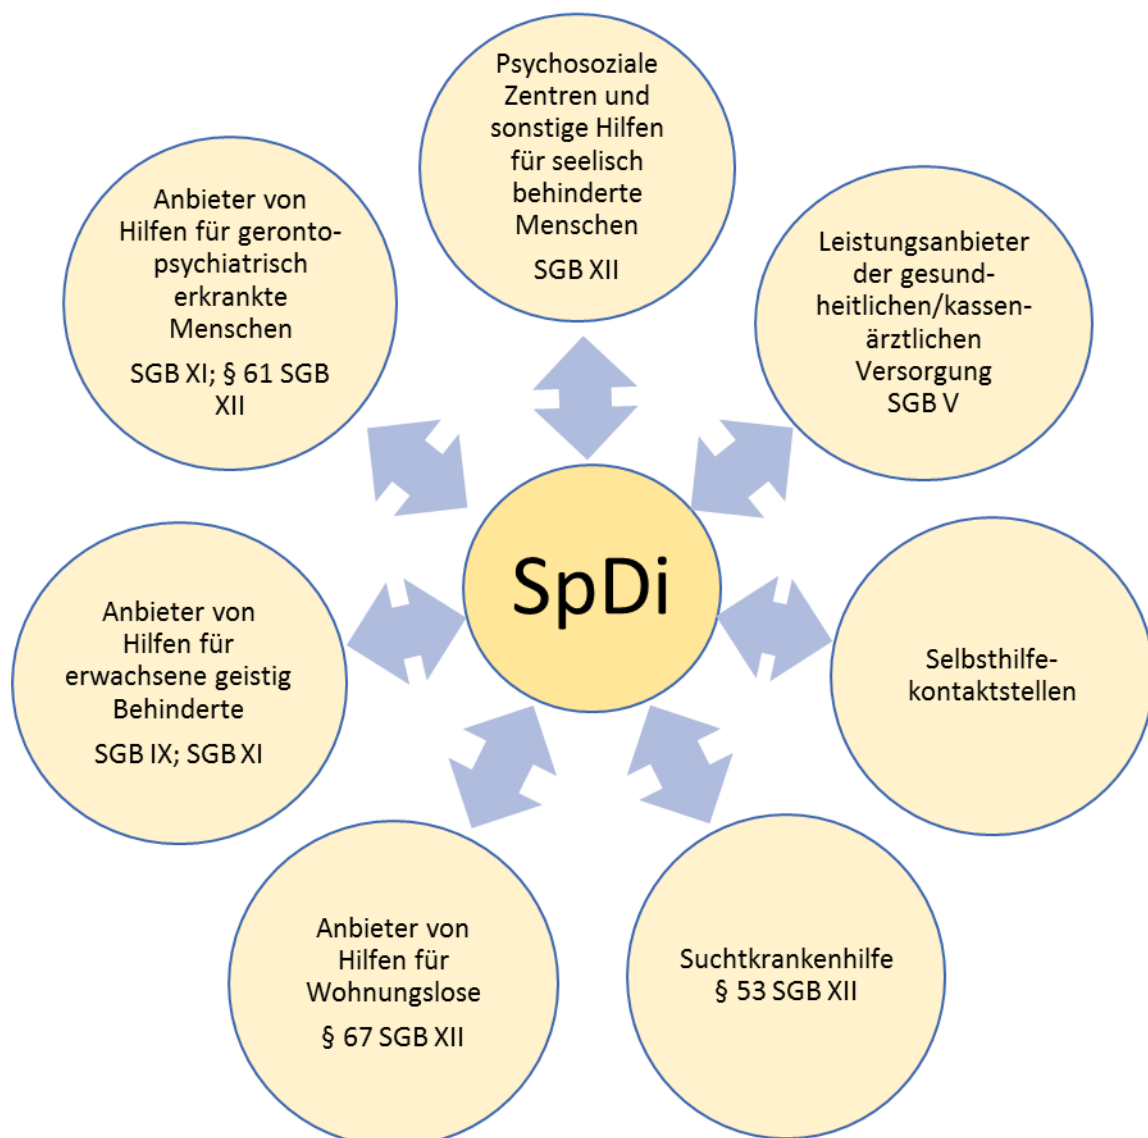 Psychosoziale
Zentren und
sonstige Hilfen
für seelisch
behinderte
Menschen
SGB XII
Leistungsanbieter
der gesund-
heitlichen/kassen-
ärztlichen
Versorgung
SGB V
Selbsthilfe-
kontaktstellen
Suchtkrankenhilfe
§ 53 SGB XII
Anbieter von
Hilfen für
Wohnungslose
§ 67 SGB XII
Anbieter von
Hilfen für
erwachsene geistig
Behinderte
SGB IX; SGB XI
Anbieter von
Hilfen für geronto-
psychiatrisch
erkrankte
Menschen
SGB XI; § 61 SGB
XII
SpDi